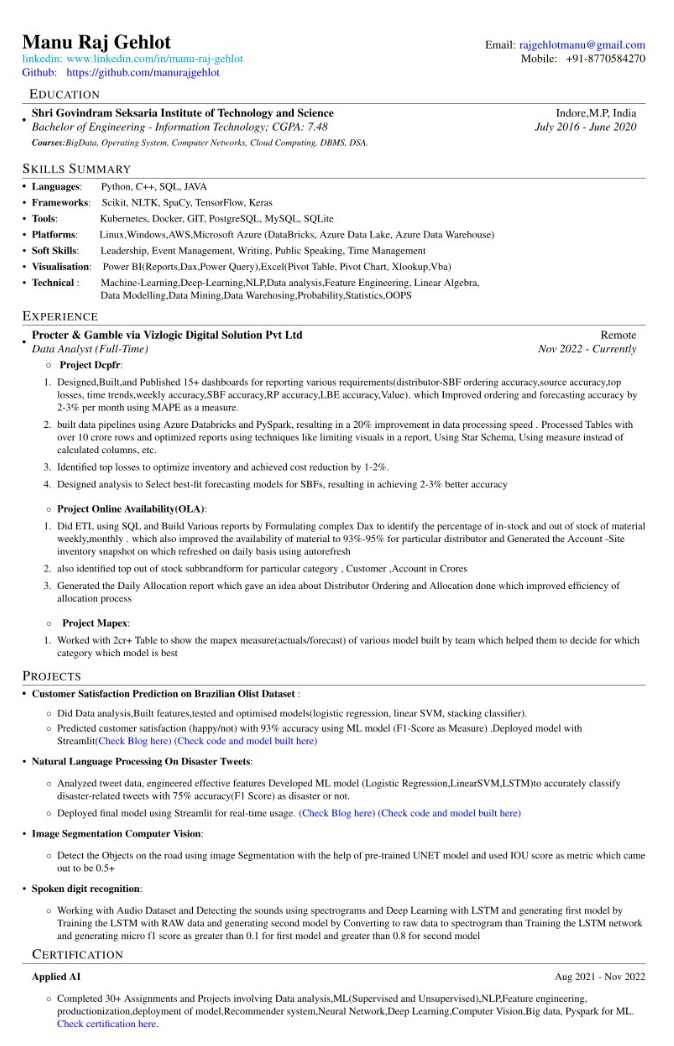 Manu Raj Gehlot
Email: rajgehlotmanu@gmail.com
linkedin: www.linkedin.com/in/manu-raj-gehlot
Mobile: +91-8770584270
Github: https://github.com/manurajgehlot
EDUCATION
• Shri Govindram Seksaria Institute of Technology and Science
Indore,M.P, India
Bachelor of Engineering - Information Technology; CGPA: 7.48
July 2016 - June 2020
Courses:BigData, Operating System, Computer Networks, Cloud Computing, DBMS, DSA.
SKILLS SUMMARY
• Languages: Python, C++, SQL, JAVA
• Frameworks: Scikit, NLTK, SpaCy, TensorFlow, Keras
• Tools: Kubernetes, Docker, GIT, PostgreSQL, MySQL, SQLite
• Platforms: Linux,Windows,AWS,Microsoft Azure (DataBricks, Azure Data Lake, Azure Data Warehouse)
• Soft Skills: Leadership, Event Management, Writing, Public Speaking, Time Management
• Visualisation: Power BI(Reports,Dax,Power Query),Excel(Pivot Table, Pivot Chart, Xlookup,Vba)
• Technical : Machine-Learning,Deep-Learning,NLP,Data analysis,Feature Engineering, Linear Algebra,
Data Modelling,Data Mining,Data Warehosing,Probability,Statistics,OOPS
EXPERIENCE
• Procter & Gamble via Vizlogic Digital Solution Pvt Ltd
Remote
Data Analyst (Full-Time)
Nov 2022 - Currently
○ Project Dcpfr:
1. Designed,Built,and Published 15+ dashboards for reporting various requirements(distributor-SBF ordering accuracy,source accuracy,top
losses, time trends,weekly accuracy,SBF accuracy,RP accuracy,LBE accuracy,Value). which Improved ordering and forecasting accuracy by
2-3% per month using MAPE as a measure.
2. built data pipelines using Azure Databricks and PySpark, resulting in a 20% improvement in data processing speed . Processed Tables with
over 10 crore rows and optimized reports using techniques like limiting visuals in a report, Using Star Schema, Using measure instead of
calculated columns, etc.
3. Identified top losses to optimize inventory and achieved cost reduction by 1-2%.
4. Designed analysis to Select best-fit forecasting models for SBFs, resulting in achieving 2-3% better accuracy
○ Project Online Availability(OLA):
1. Did ETL using SQL and Build Various reports by Formulating complex Dax to identify the percentage of in-stock and out of stock of material
weekly,monthly . which also improved the availability of material to 93%-95% for particular distributor and Generated the Account -Site
inventory snapshot on which refreshed on daily basis using autorefresh
2. also identified top out of stock subbrandform for particular category , Customer ,Account in Crores
3. Generated the Daily Allocation report which gave an idea about Distributor Ordering and Allocation done which improved efficiency of
allocation process
○ Project Mapex:
1. Worked with 2cr+ Table to show the mapex measure(actuals/forecast) of various model built by team which helped them to decide for which
category which model is best
PROJECTS
• Customer Satisfaction Prediction on Brazilian Olist Dataset :
○ Did Data analysis,Built features,tested and optimised models(logistic regression, linear SVM, stacking classifier).
○ Predicted customer satisfaction (happy/not) with 93% accuracy using ML model (F1-Score as Measure) .Deployed model with
Streamlit(Check Blog here) (Check code and model built here)
• Natural Language Processing On Disaster Tweets:
○ Analyzed tweet data, engineered effective features Developed ML model (Logistic Regression,LinearSVM,LSTM)to accurately classify
disaster-related tweets with 75% accuracy(F1 Score) as disaster or not.
○ Deployed final model using Streamlit for real-time usage. (Check Blog here) (Check code and model built here)
• Image Segmentation Computer Vision:
○ Detect the Objects on the road using image Segmentation with the help of pre-trained UNET model and used IOU score as metric which came
out to be 0.5+
• Spoken digit recognition:
○ Working with Audio Dataset and Detecting the sounds using spectrograms and Deep Learning with LSTM and generating first model by
Training the LSTM with RAW data and generating second model by Converting to raw data to spectrogram than Training the LSTM network
and generating micro f1 score as greater than 0.1 for first model and greater than 0.8 for second model
CERTIFICATION
Applied AI
Aug 2021 - Nov 2022
○ Completed 30+ Assignments and Projects involving Data analysis,ML(Supervised and Unsupervised),NLP,Feature engineering,
productionization,deployment of model,Recommender system,Neural Network,Deep Learning,Computer Vision,Big data, Pyspark for ML.
Check certification here.